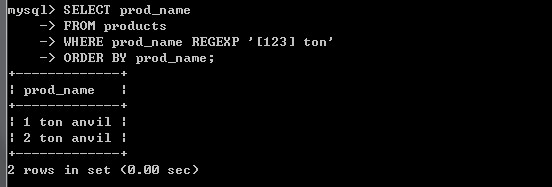 mysql> SELECT prod_name
    -> FROM products
    -> WHERE prod_name REGEXP '[123] ton'
    -> ORDER BY prod_name;
+-------------+
| prod_name   |
+-------------+
| 1 ton anvil |
| 2 ton anvil |
+-------------+
2 rows in set (0.00 sec)